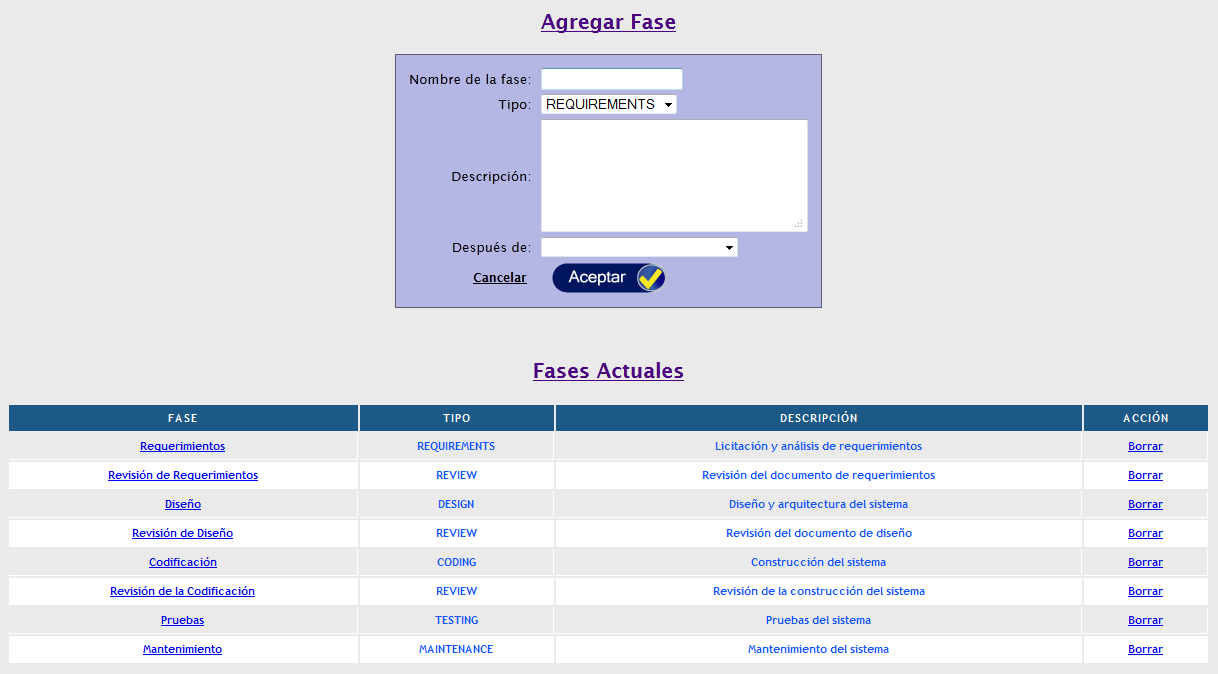 Agregar Fase
Nombre de la fase:
Tipo: REQUIREMENTS
Descripción:
Después de:
Cancelar Aceptar
Fases Actuales
FASE TIPO DESCRIPCIÓN ACCIÓN
Requerimientos REQUIREMENTS Licitación y análisis de requerimientos Borrar
Revisión de Requerimientos REVIEW Revisión del documento de requerimientos Borrar
Diseño DESIGN Diseño y arquitectura del sistema Borrar
Revisión de Diseño REVIEW Revisión del documento de diseño Borrar
Codificación CODING Construcción del sistema Borrar
Revisión de la Codificación REVIEW Revisión de la construcción del sistema Borrar
Pruebas TESTING Pruebas del sistema Borrar
Mantenimiento MAINTENANCE Mantenimiento del sistema Borrar